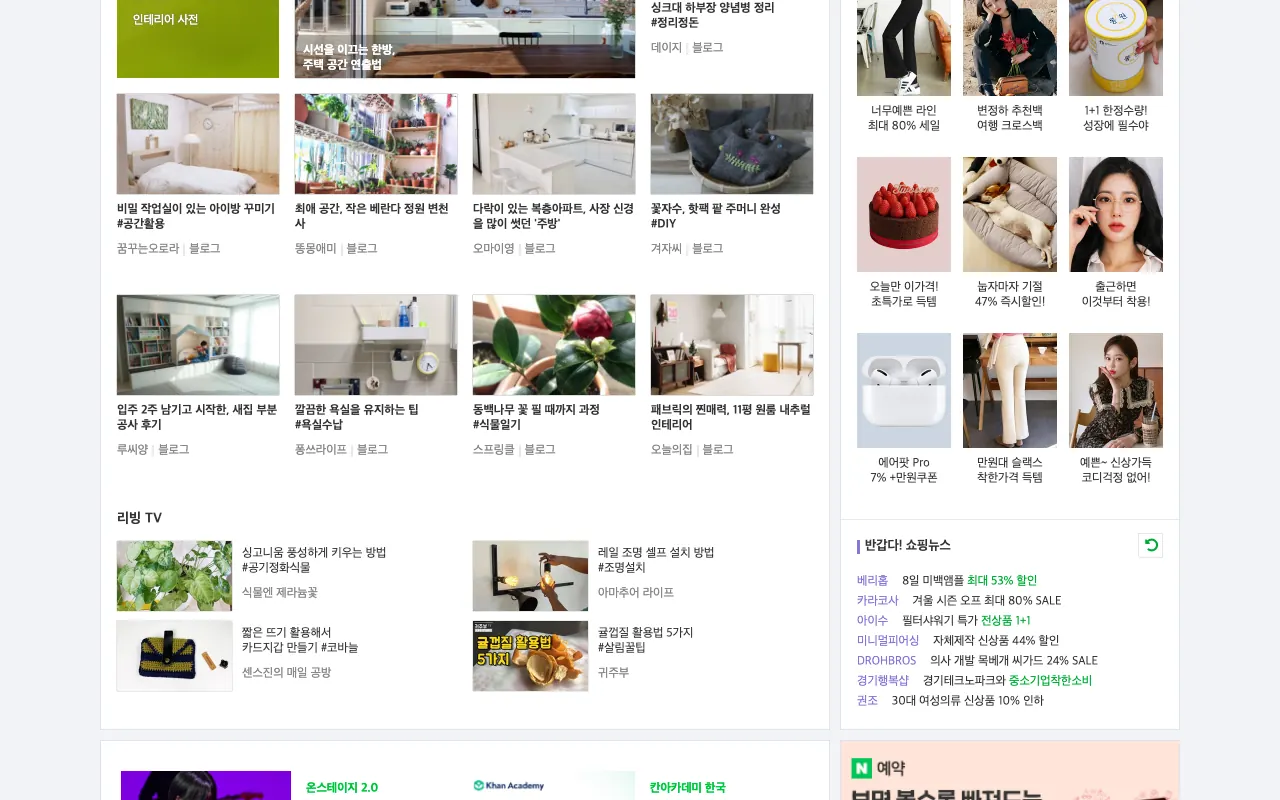 인테리어 사전
시선을 이끄는 한방,
주택 공간 연출법
싱크대 하부장 양념병 정리
#정리정돈
데이지 | 블로그
비밀 작업실이 있는 아이방 꾸미기
#공간활용
꿈꾸는오로라 | 블로그
최애 공간, 작은 베란다 정원 변천
사
똥몽애미 | 블로그
다락이 있는 복층아파트, 사장 신경
을 많이 썼던 '주방'
오마이영 | 블로그
꽃자수, 핫팩 팥 주머니 완성
#DIY
겨자씨 | 블로그
입주 2주 남기고 시작한, 새집 부분
공사 후기
루씨양 | 블로그
깔끔한 욕실을 유지하는 팁
#욕실수납
퐁쓰라이프 | 블로그
동백나무 꽃 필 때까지 과정
#식물일기
스프링클 | 블로그
패브릭의 찐매력, 11평 원룸 내추럴
인테리어
오늘의집 | 블로그
리빙 TV
싱고니움 풍성하게 키우는 방법
#공기정화식물
식물엔 제라늄꽃
레일 조명 셀프 설치 방법
#조명설치
아마추어 라이프
짧은 뜨기 활용해서
카드지갑 만들기 #코바늘
센스진의 매일 공방
귤껍질 활용법
5가지
귤껍질 활용법 5가지
#살림꿀팁
귀주부
온스테이지 2.0
Khan Academy
칸아카데미 한국
너무예쁜 라인
최대 80% 세일
변정하 추천백
여행 크로스백
1+1 한정수량!
성장에 필수야
오늘만 이가격!
초특가로 득템
눕자마자 기절
47% 즉시할인!
출근하면
이것부터 착용!
에어팟 Pro
7% +만원쿠폰
만원대 슬랙스
착한가격 득템
예쁜~ 신상가득
코디걱정 없어!
반갑다! 쇼핑뉴스
베리홉 8일 미백앰플 최대 53% 할인
카라코사 겨울 시즌 오프 최대 80% SALE
아이수 필터샤워기 특가 전상품 1+1
미니멀피어싱 자체제작 신상품 44% 할인
DROHBROS 의사 개발 목베개 씨가드 24% SALE
경기행복샵 경기테크노파크와 중소기업착한소비
권조 30대 여성의류 신상품 10% 인하
N 예약